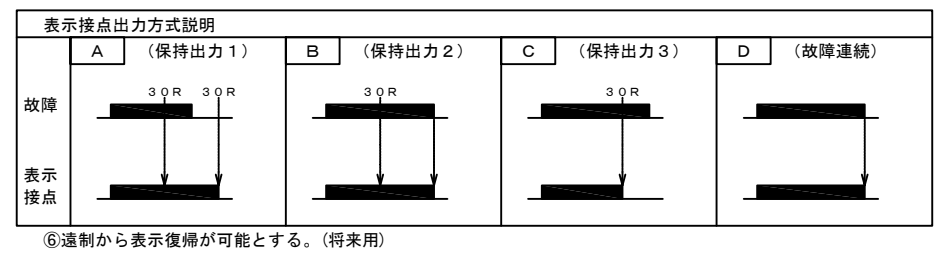 表示接点出力方式説明
A (保持出力1) B (保持出力2) C (保持出力3) D (故障連続)
故障 30R 30R 30R 30R
表示
接点
⑥遠制から表示復帰が可能とする。(将来用)